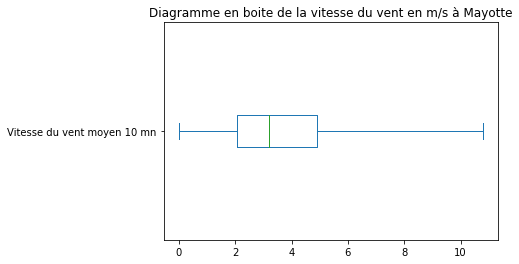 Diagramme en boite de la vitesse du vent en m/s à Mayotte
Vitesse du vent moyen 10 mn
0 2 4 6 8 10